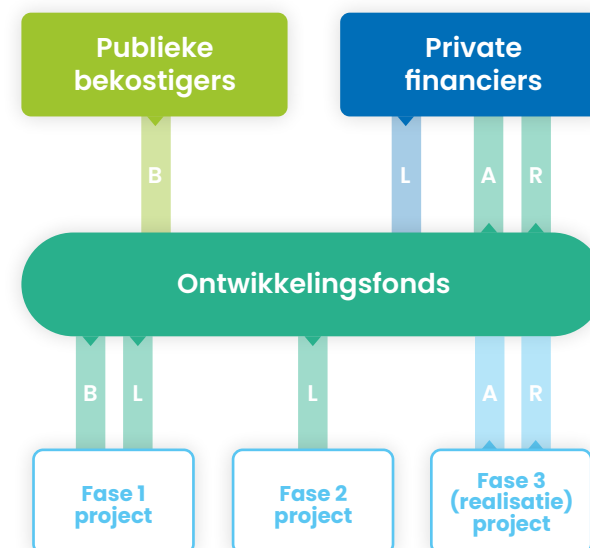 Publieke
bekostigers
Private
financiers
B
L
A
R
Ontwikkelingsfonds
B
L
L
A
R
Fase 1
project
Fase 2
project
Fase 3
(realisatie)
project